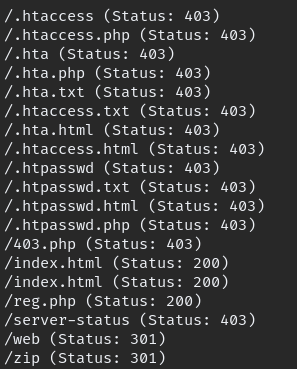 /.htaccess (Status: 403)
/.htaccess.php (Status: 403)
/.hta (Status: 403)
/.hta.php (Status: 403)
/.hta.txt (Status: 403)
/.htaccess.txt (Status: 403)
/.hta.html (Status: 403)
/.htaccess.html (Status: 403)
/.htpasswd (Status: 403)
/.htpasswd.txt (Status: 403)
/.htpasswd.html (Status: 403)
/.htpasswd.php (Status: 403)
/403.php (Status: 403)
/index.html (Status: 200)
/index.html (Status: 200)
/reg.php (Status: 200)
/server-status (Status: 403)
/web (Status: 301)
/zip (Status: 301)